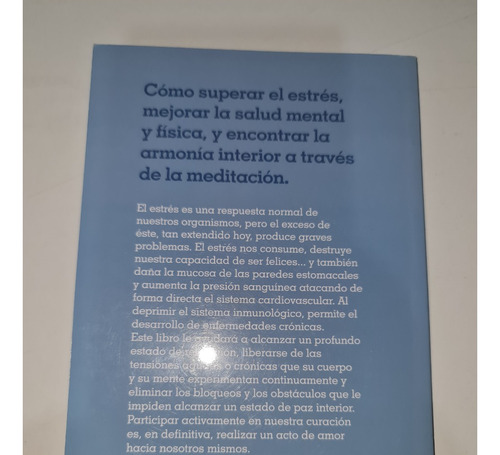 Cómo superar el estrés,
mejorar la salud mental
y física, y encontrar la
armonía interior a través
de la meditación.
El estrés es una respuesta normal de
nuestros organismos, pero el exceso de
éste, tan extendido hoy, produce graves
problemas. El estrés nos consume, destruye
nuestra capacidad de ser felices... y también
daña la mucosa de las paredes estomacales
y aumenta la presión sanguínea atacando de
forma directa el sistema cardiovascular. Al
deprimir el sistema inmunológico, permite el
desarrollo de enfermedades crónicas.
Este libro le ayudará a alcanzar un profundo
estado de liberarse de las
tensiones agudas o crónicas que su cuerpo
y su mente experimentan continuamente y
eliminar los bloqueos y los obstáculos que le
impiden alcanzar un estado de paz interior.
Participar activamente en nuestra curación
es, en definitiva, realizar un acto de amor
hacia nosotros mismos.